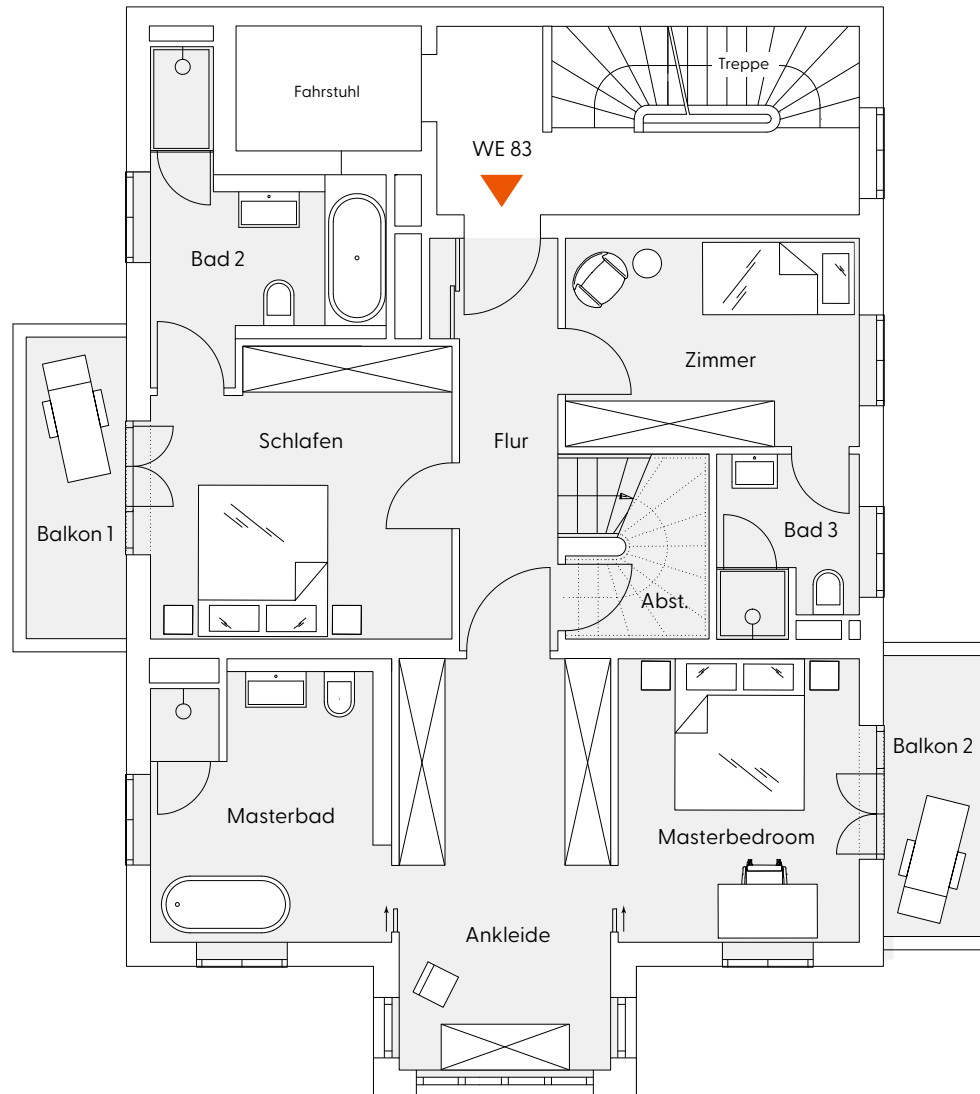 Treppe
Fahrstuhl
WE 83
Bad 2
Zimmer
Schlafen
Flur
Balkon 1
Bad 3
Abst.
Balkon 2
Masterbad
Masterbedroom
Ankleide